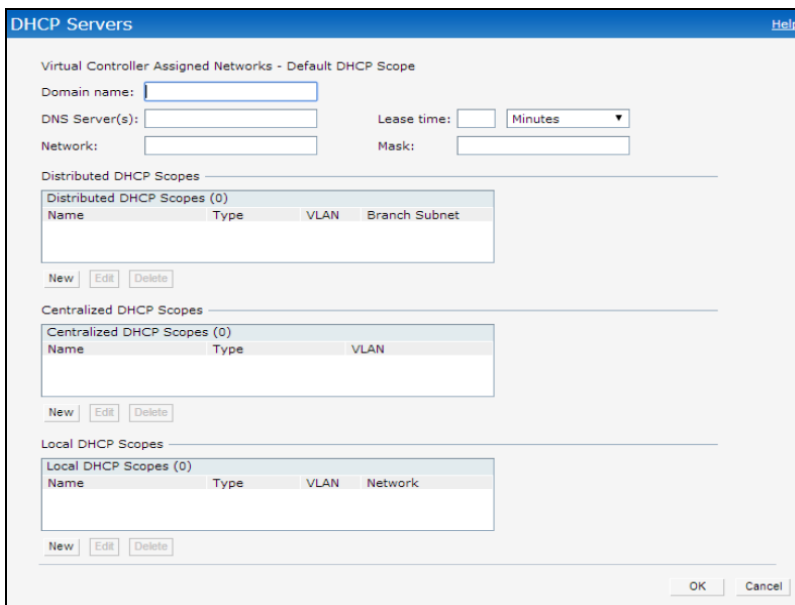 DHCP Servers
Help
Virtual Controller Assigned Networks - Default DHCP Scope
Domain name:
DNS Server(s):
Lease time:
Minutes
Network:
Mask:
Distributed DHCP Scopes
Distributed DHCP Scopes (0)
Name Type VLAN Branch Subnet
New Edit Delete
Centralized DHCP Scopes
Centralized DHCP Scopes (0)
Name Type VLAN
New Edit Delete
Local DHCP Scopes
Local DHCP Scopes (0)
Name Type VLAN Network
New Edit Delete
OK Cancel